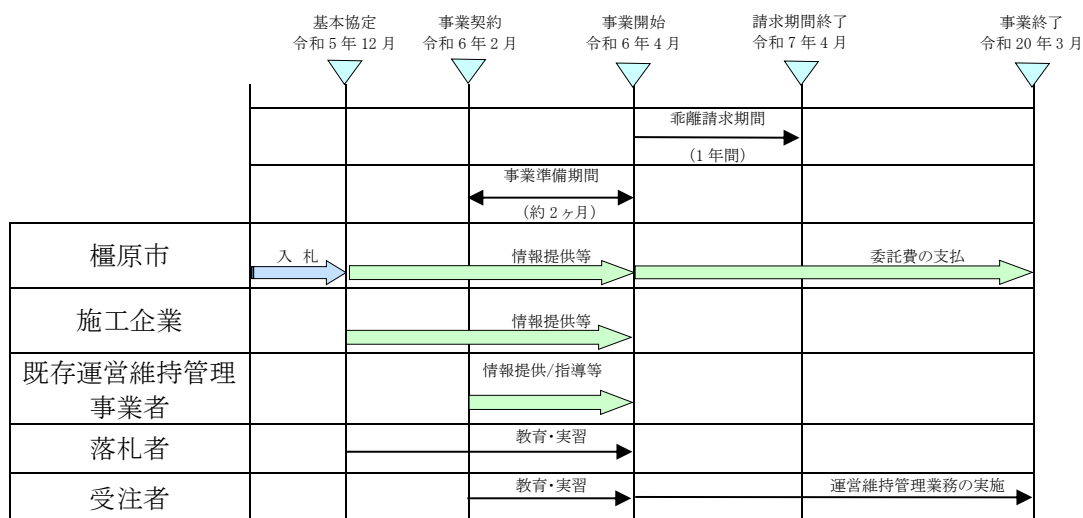 基本協定
令和5年12月
事業契約
令和6年2月
事業開始
令和6年4月
請求期間終了
令和7年4月
事業終了
令和20年3月
乖離請求期間
(1年間)
事業準備期間
(約2ヶ月)
橿原市
入 札
情報提供等
委託費の支払
施工企業
情報提供等
既存運営維持管理
事業者
情報提供/指導等
落札者
教育・実習
受注者
教育・実習
運営維持管理業務の実施